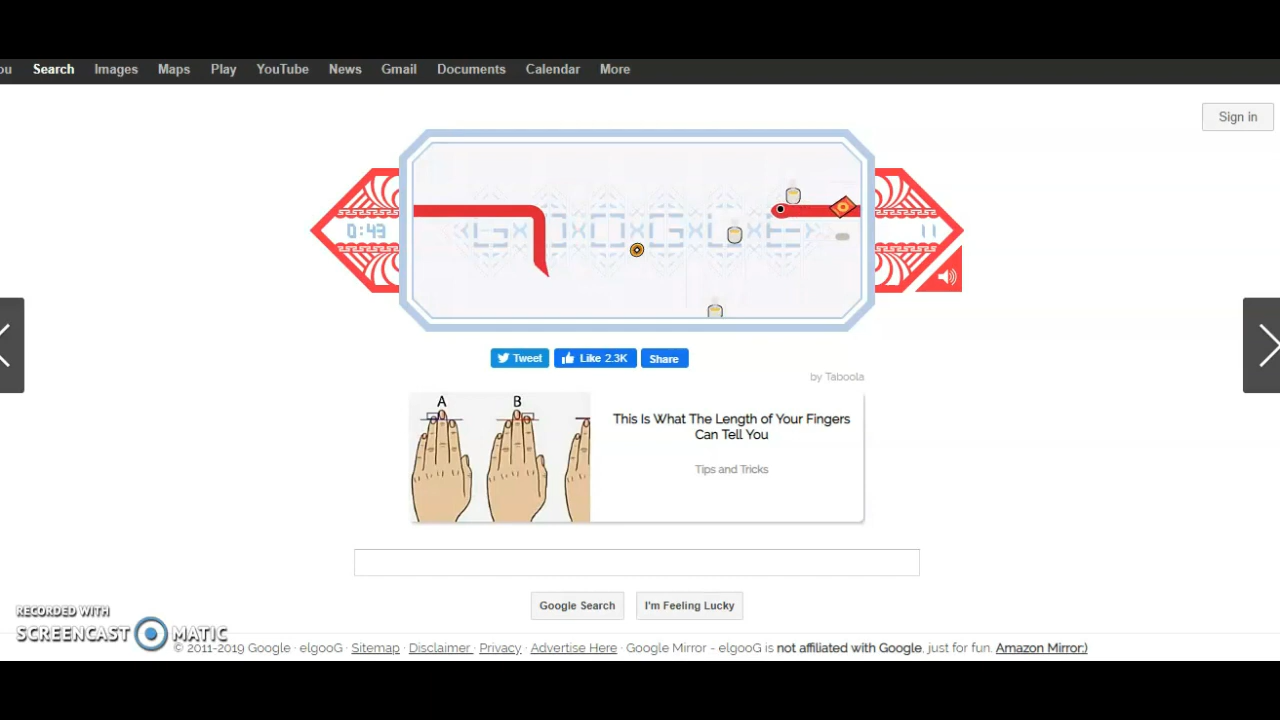 ou Search Images Maps Play YouTube News Gmail Documents Calendar More
Sign in
0:43
GOOGLE
11
Tweet Like 2.3K Share
by Taboola
A B
This Is What The Length of Your Fingers
Can Tell You
Tips and Tricks
Google Search I'm Feeling Lucky
RECORDED WITH
SCREENCAST MATIC
© 2011-2019 Google · elgooG · Sitemap · Disclaimer · Privacy · Advertise Here · Google Mirror - elgooG is not affiliated with Google, just for fun. Amazon Mirror;)